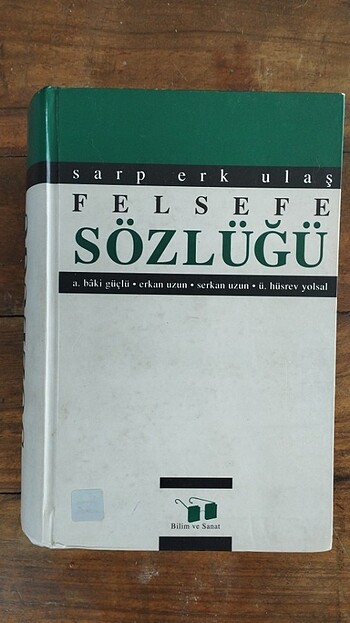 sarp erk ulaş
FELSEFE
SÖZLÜĞÜ
a. bâki güçlü • erkan uzun • serkan uzun • ü. hüsrev yolsal
Bilim ve Sanat